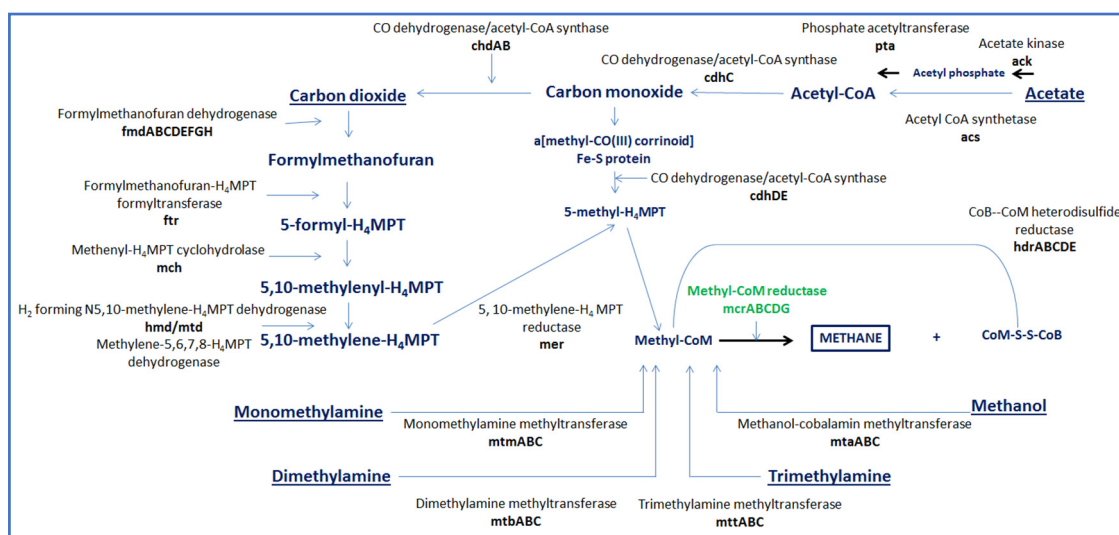 CO dehydrogenase/acetyl-CoA synthase
chdAB
Phosphate acetyltransferase
pta
Acetate kinase
ack
CO dehydrogenase/acetyl-CoA synthase
cdhC
Acetyl phosphate
Carbon dioxide
Carbon monoxide
Acetyl-CoA
Acetate
Formylmethanofuran dehydrogenase
fmdABCDEFGH
Acetyl CoA synthetase
acs
a[methyl-CO(III) corrinoid]
Fe-S protein
Formylmethanofuran
CO dehydrogenase/acetyl-CoA synthase
cdhDE
Formylmethanofuran-H₄MPT
formyltransferase
ftr
5-formyl-H₄MPT
5-methyl-H₄MPT
CoB--CoM heterodisulfide
reductase
hdrABCDE
Methenyl-H₄MPT cyclohydrolase
mch
5,10-methylenyl-H₄MPT
Methyl-CoM reductase
mcrABCDG
H₂ forming N5,10-methylene-H₄MPT dehydrogenase
hmd/mtd
Methylene-5,6,7,8-H₄MPT
dehydrogenase
5,10-methylene-H₄MPT
5, 10-methylene-H₄ MPT
reductase
mer
Methyl-CoM
METHANE
+
CoM-S-S-CoB
Monomethylamine
Monomethylamine methyltransferase
mtmABC
Methanol
Methanol-cobalamin methyltransferase
mtaABC
Dimethylamine
Dimethylamine methyltransferase
mtbABC
Trimethylamine
Trimethylamine methyltransferase
mttABC